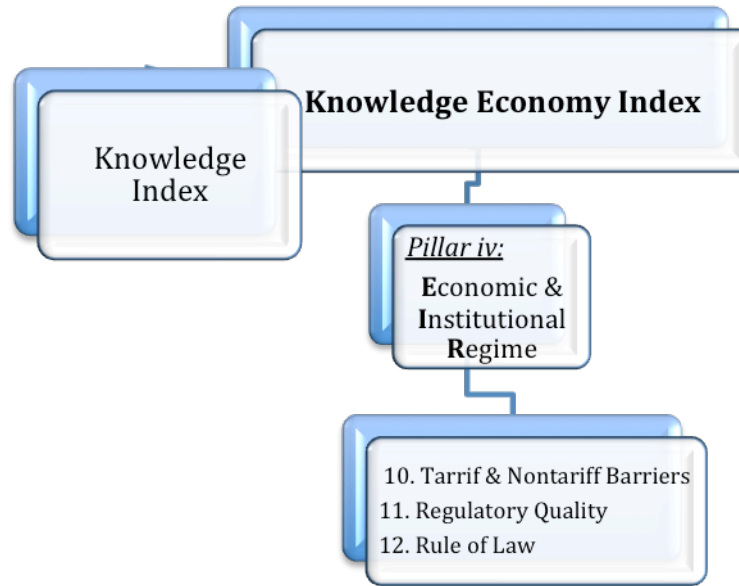 Knowledge Economy Index
Knowledge
Index
Pillar iv:
Economic &
Institutional
Regime
10. Tarrif & Nontariff Barriers
11. Regulatory Quality
12. Rule of Law